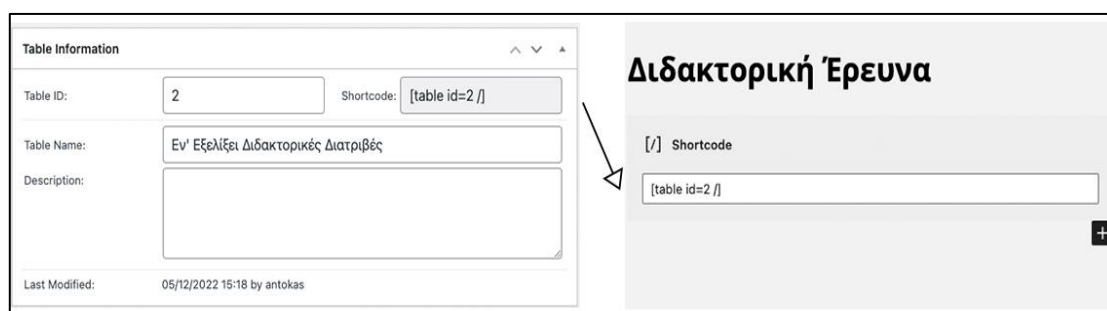 Table Information
Table ID: 2 Shortcode: [table id=2 /]
Table Name: Εν' Εξελίξει Διδακτορικές Διατριβές
Description:
Last Modified: 05/12/2022 15:18 by antokas
Διδακτορική Έρευνα
[/] Shortcode
[table id=2 /]